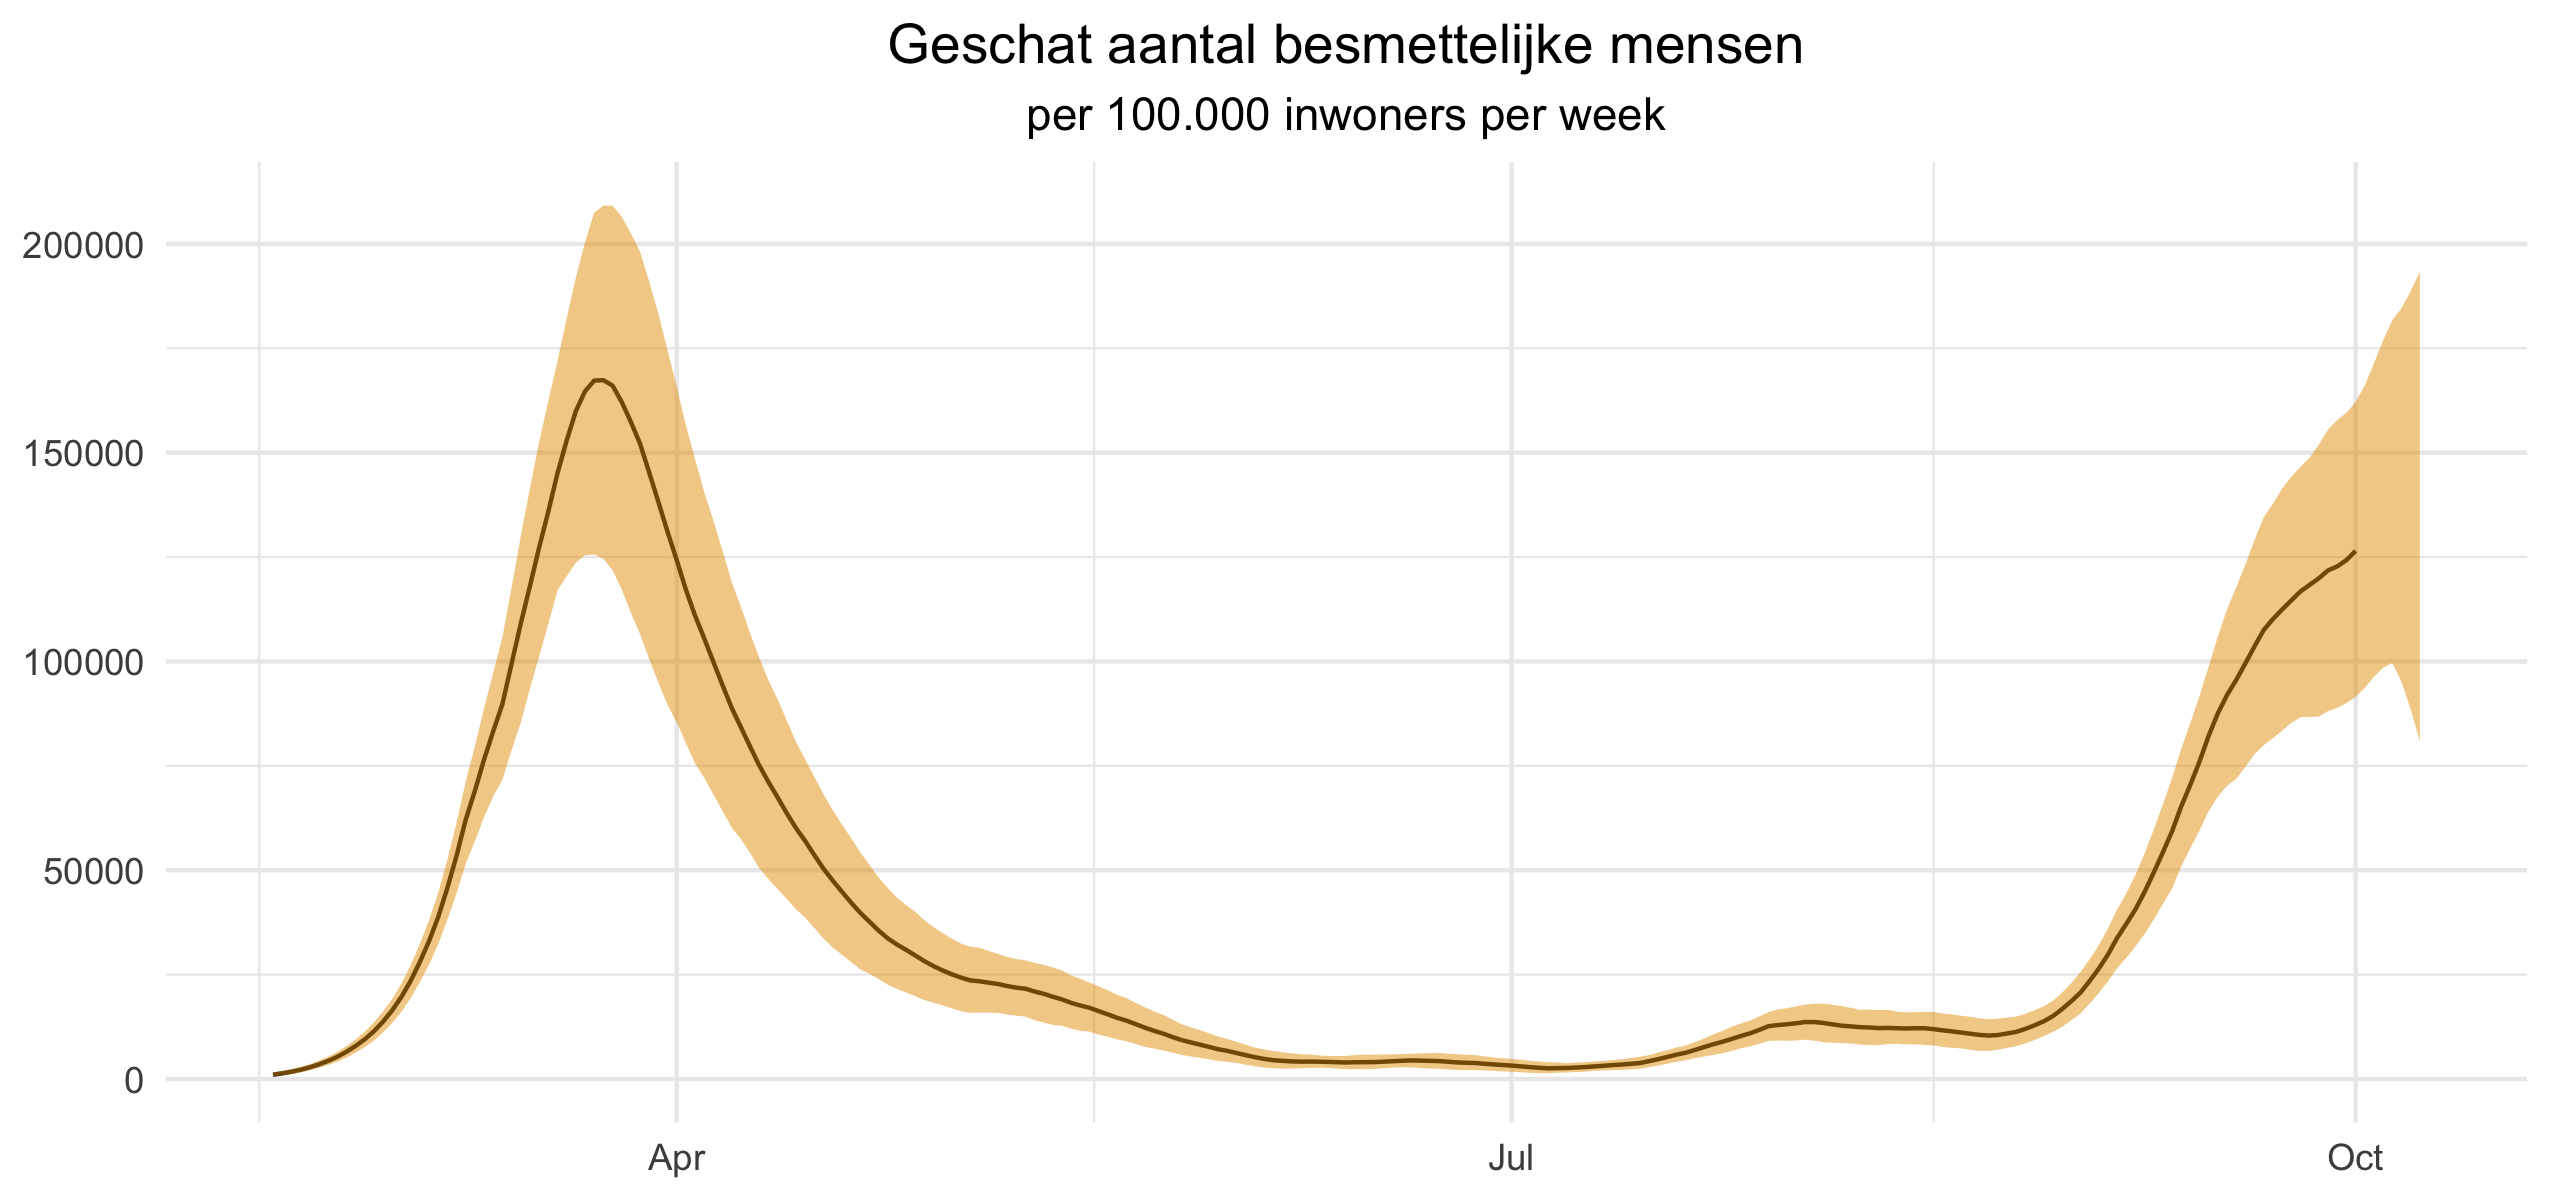 Geschat aantal besmettelijke mensen
per 100.000 inwoners per week
200000
150000
100000
50000
0
Apr
Jul
Oct